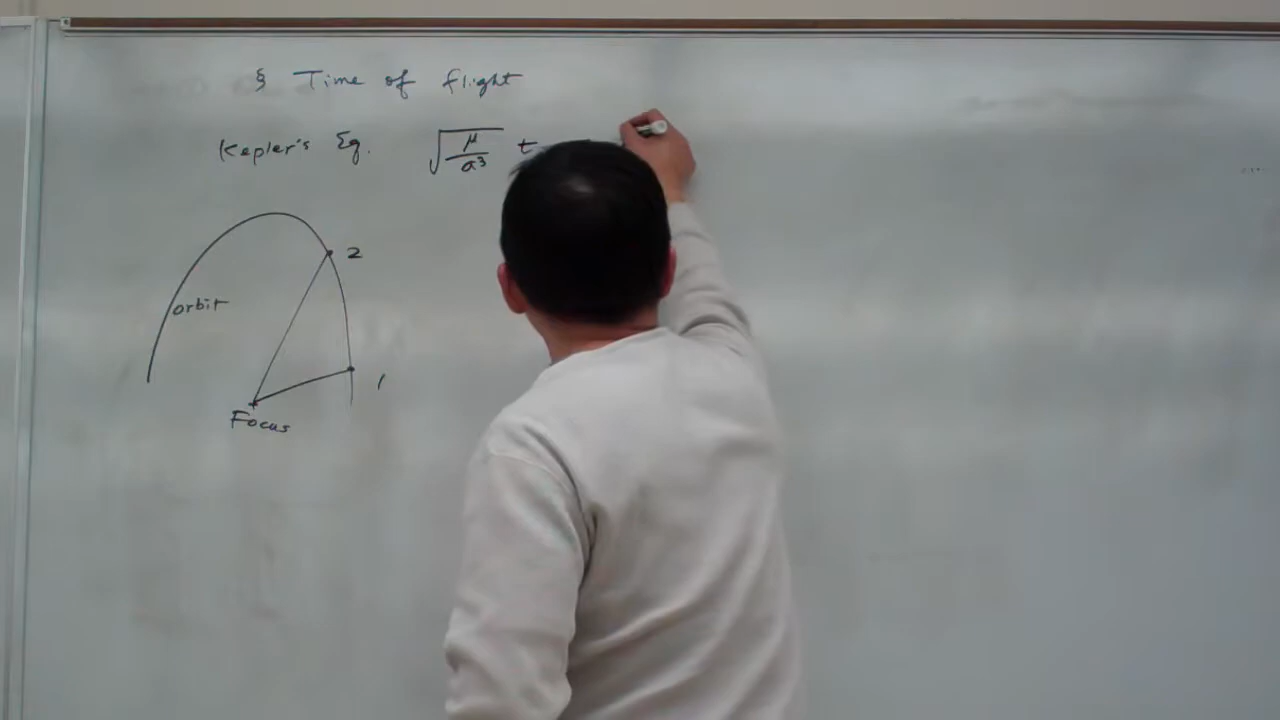 § Time of flight
Kepler's Eq. √(μ/a³) t
2
orbit
1
Focus